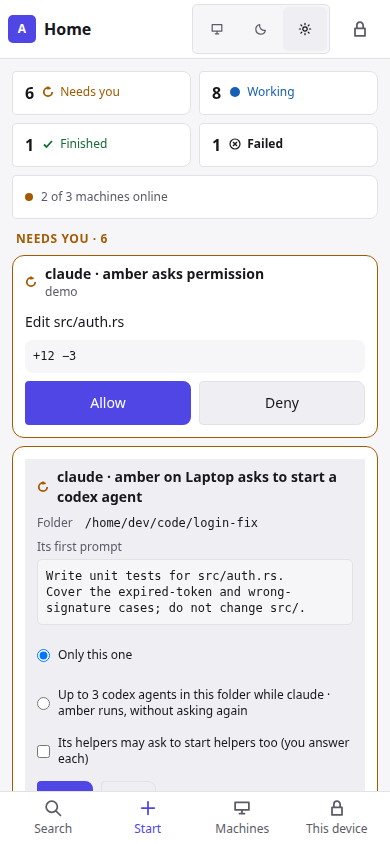 A Home
6 Needs you
8 Working
1 Finished
1 Failed
2 of 3 machines online
NEEDS YOU · 6
claude · amber asks permission
demo
Edit src/auth.rs
+12 −3
Allow Deny
claude · amber on Laptop asks to start a
codex agent
Folder /home/dev/code/login-fix
Its first prompt
Write unit tests for src/auth.rs.
Cover the expired-token and wrong-
signature cases; do not change src/.
Only this one
Up to 3 codex agents in this folder while claude ·
amber runs, without asking again
Its helpers may ask to start helpers too (you answer
each)
Search Start Machines This device